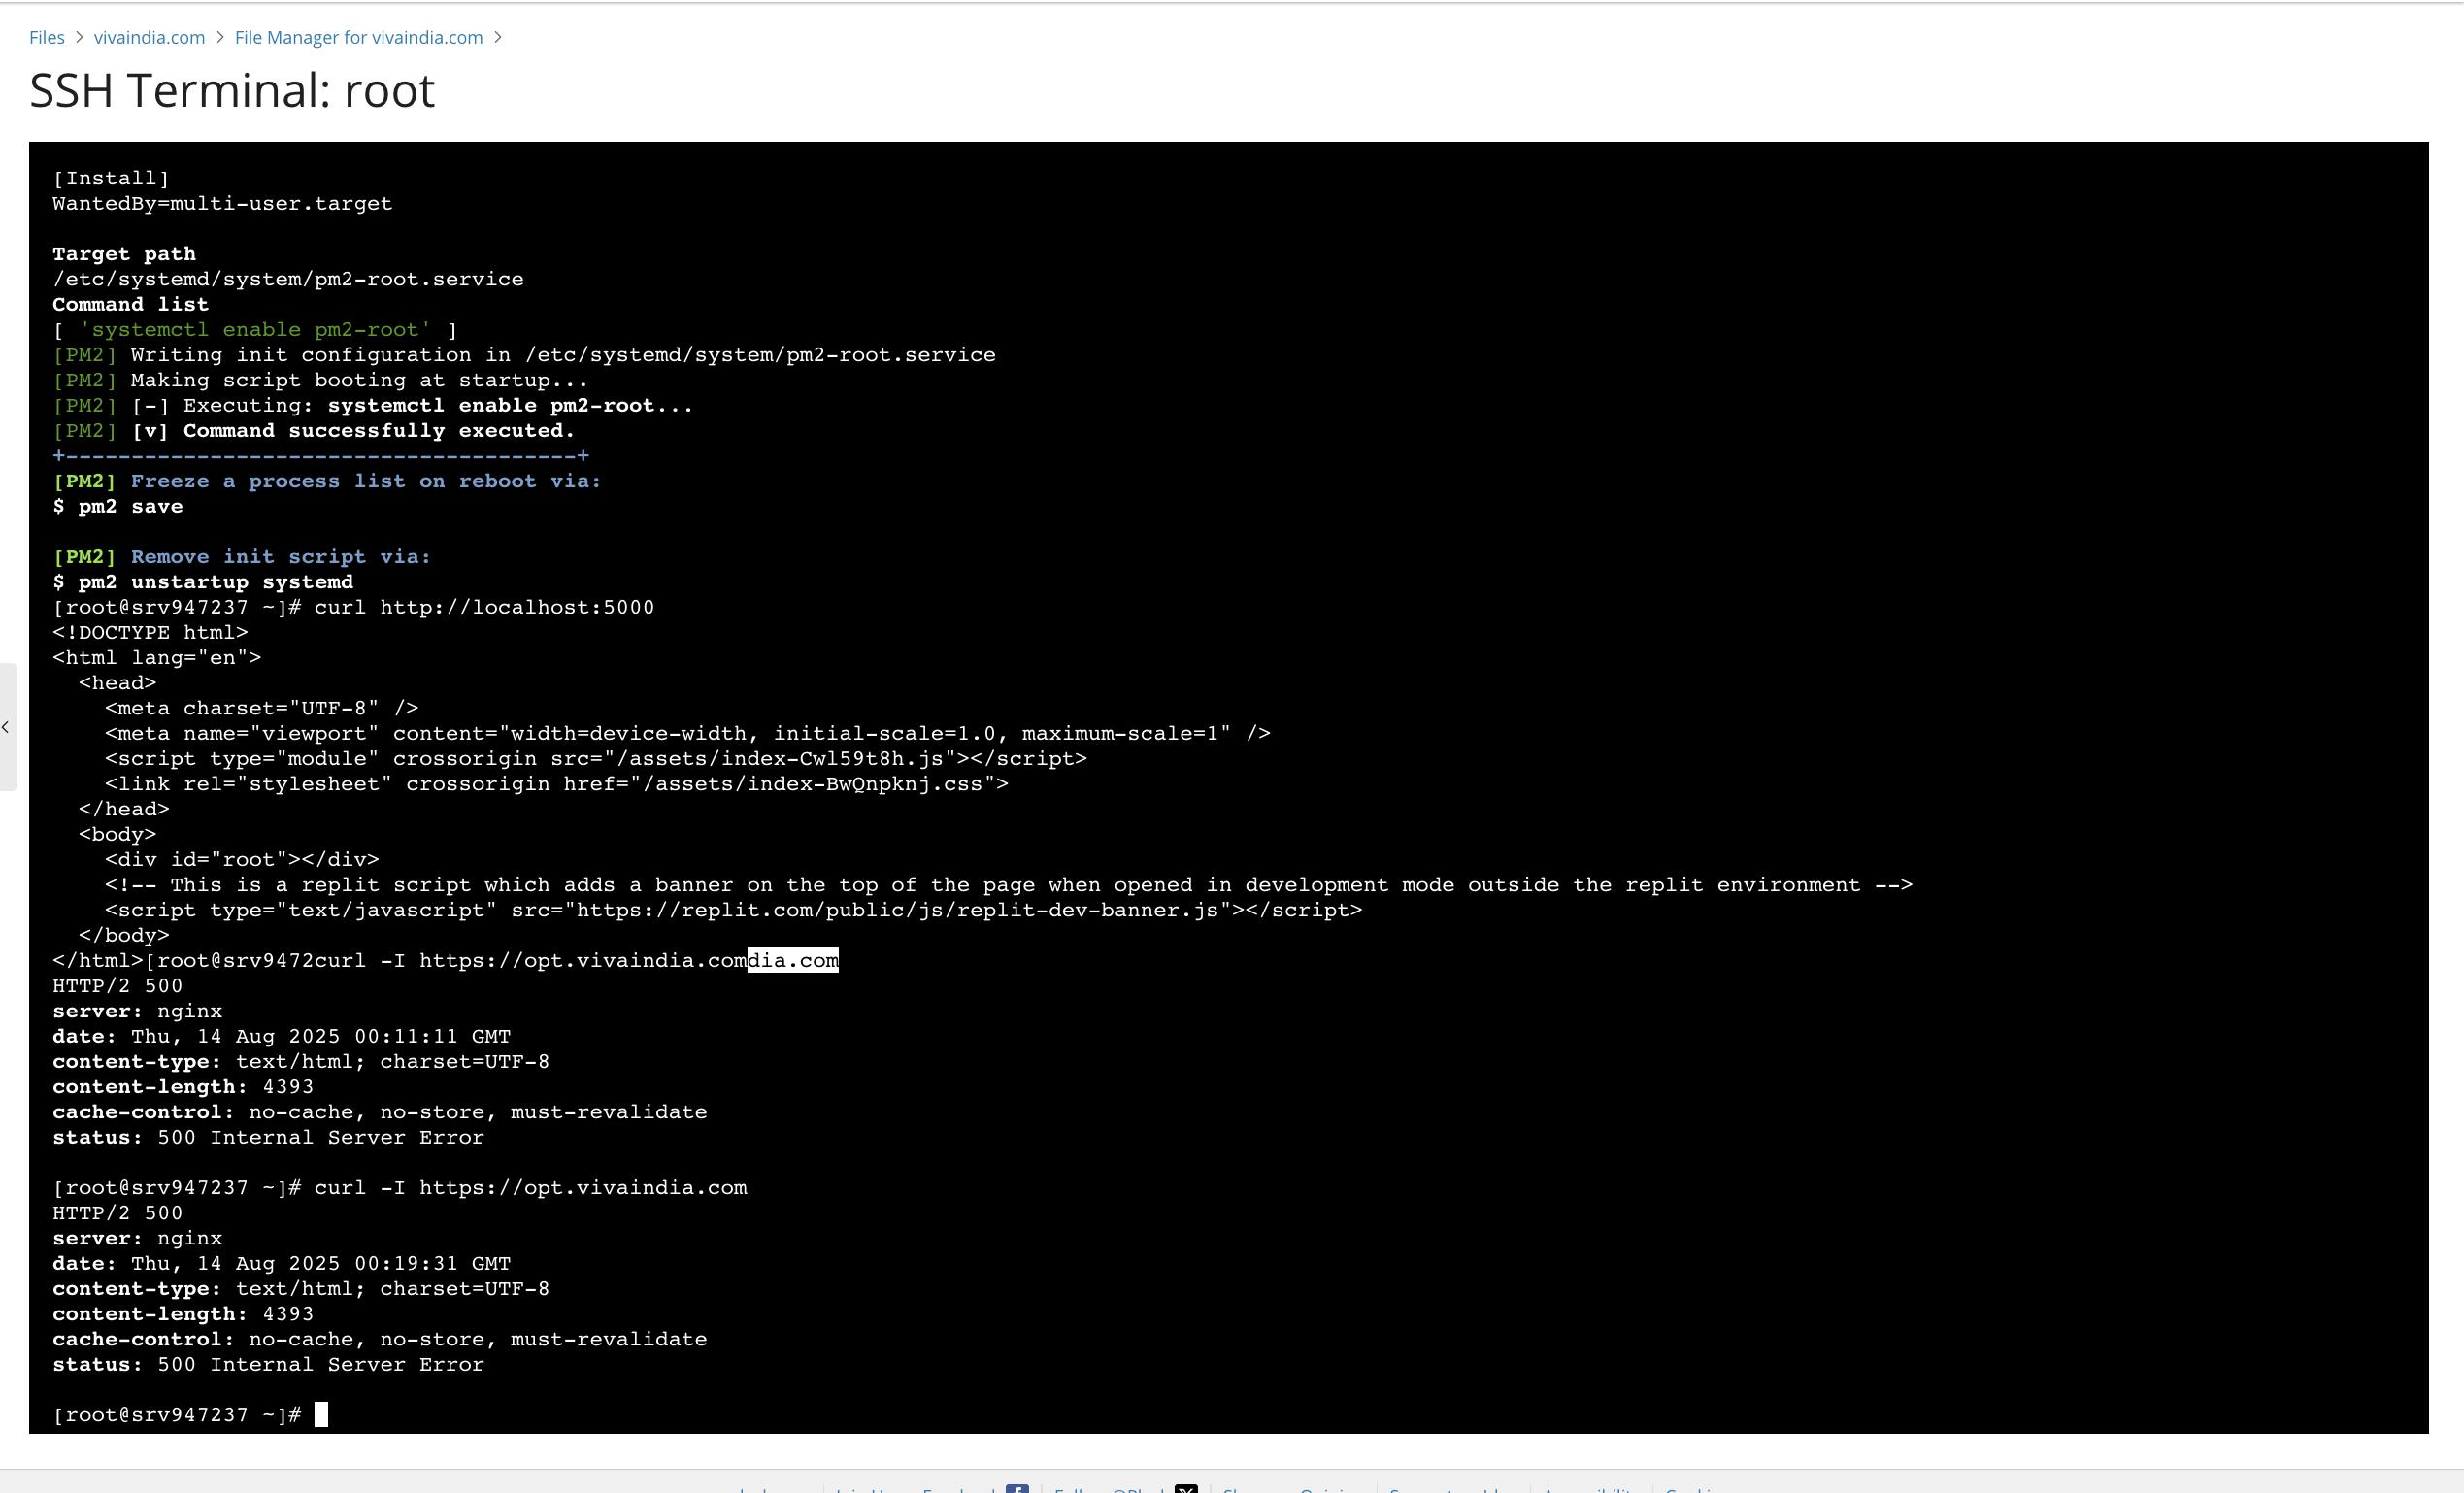 Files > vivaindia.com > File Manager for vivaindia.com >
SSH Terminal: root
[Install]
WantedBy=multi-user.target
Target path
/etc/systemd/system/pm2-root.service
Command list
[ 'systemctl enable pm2-root' ]
[PM2] Writing init configuration in /etc/systemd/system/pm2-root.service
[PM2] Making script booting at startup...
[PM2] [-] Executing: systemctl enable pm2-root...
[PM2] [v] Command successfully executed.
+---------------------------------------+
[PM2] Freeze a process list on reboot via:
$ pm2 save
[PM2] Remove init script via:
$ pm2 unstartup systemd
[root@srv947237 ~]# curl http://localhost:5000
<!DOCTYPE html>
<html lang="en">
  <head>
    <meta charset="UTF-8" />
    <meta name="viewport" content="width=device-width, initial-scale=1.0, maximum-scale=1" />
    <script type="module" crossorigin src="/assets/index-Cwl59t8h.js"></script>
    <link rel="stylesheet" crossorigin href="/assets/index-BwQnpknj.css">
  </head>
  <body>
    <div id="root"></div>
    <!-- This is a replit script which adds a banner on the top of the page when opened in development mode outside the replit environment -->
    <script type="text/javascript" src="https://replit.com/public/js/replit-dev-banner.js"></script>
  </body>
</html>[root@srv9472curl -I https://opt.vivaindia.comdia.com
HTTP/2 500
server: nginx
date: Thu, 14 Aug 2025 00:11:11 GMT
content-type: text/html; charset=UTF-8
content-length: 4393
cache-control: no-cache, no-store, must-revalidate
status: 500 Internal Server Error
[root@srv947237 ~]# curl -I https://opt.vivaindia.com
HTTP/2 500
server: nginx
date: Thu, 14 Aug 2025 00:19:31 GMT
content-type: text/html; charset=UTF-8
content-length: 4393
cache-control: no-cache, no-store, must-revalidate
status: 500 Internal Server Error
[root@srv947237 ~]#